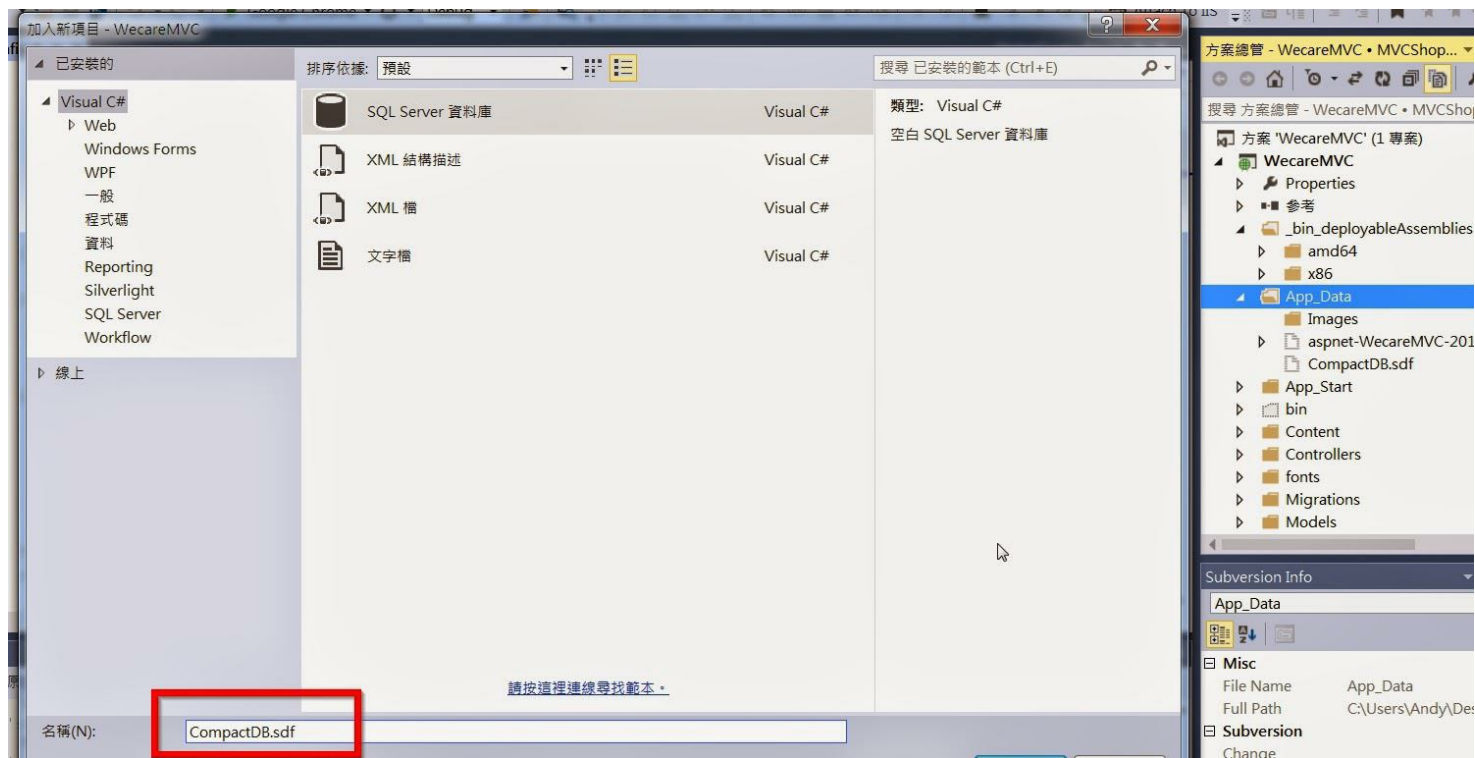 加入新項目 - WecareMVC
已安裝的
Visual C#
Web
Windows Forms
WPF
一般
程式碼
資料
Reporting
Silverlight
SQL Server
Workflow
線上
排序依據: 預設
搜尋 已安裝的範本 (Ctrl+E)
SQL Server 資料庫 Visual C#
XML 結構描述 Visual C#
XML 檔 Visual C#
文字檔 Visual C#
類型: Visual C#
空白 SQL Server 資料庫
請按這裡連線尋找範本。
名稱(N): CompactDB.sdf
方案總管 - WecareMVC • MVCShop...
搜尋 方案總管 - WecareMVC • MVCShop
方案 'WecareMVC' (1 專案)
WecareMVC
Properties
參考
_bin_deployableAssemblies
amd64
x86
App_Data
Images
aspnet-WecareMVC-201
CompactDB.sdf
App_Start
bin
Content
Controllers
fonts
Migrations
Models
Subversion Info
App_Data
Misc
File Name App_Data
Full Path C:\Users\Andy\Des
Subversion
Change